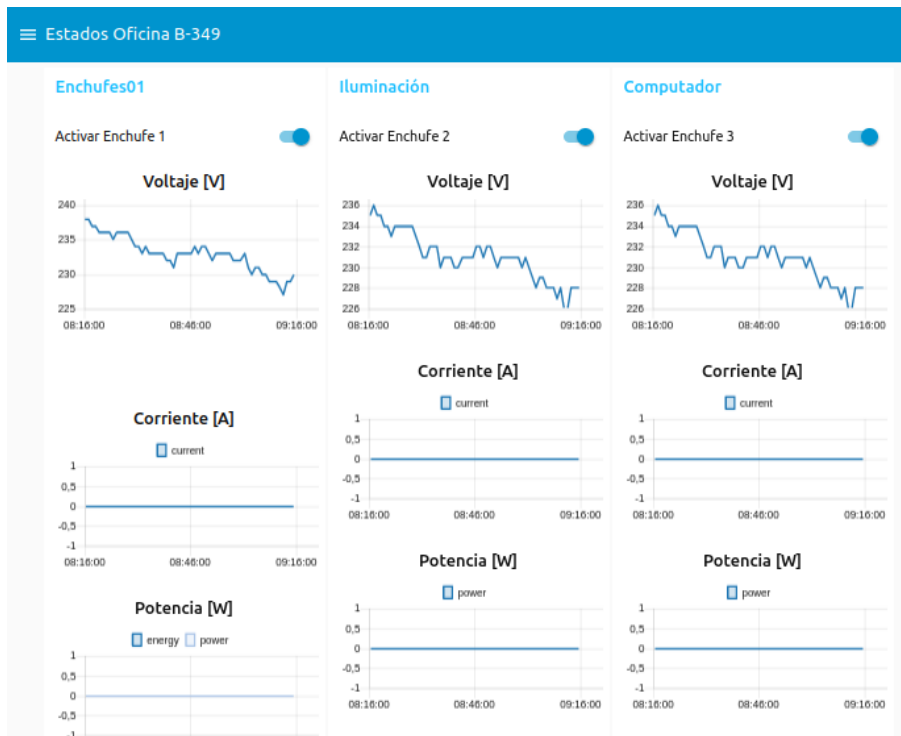 Estados Oficina B-349
Enchufes01
Activar Enchufe 1
Voltaje [V]
240
235
230
225
08:16:00 08:46:00 09:16:00
Corriente [A]
current
1
0,5
0
-0,5
-1
08:16:00 08:46:00 09:16:00
Potencia [W]
energy power
1
0,5
0
-0,5
-1
Iluminación
Activar Enchufe 2
Voltaje [V]
236
234
232
230
228
226
08:16:00 08:46:00 09:16:00
Corriente [A]
current
1
0,5
0
-0,5
-1
08:16:00 08:46:00 09:16:00
Potencia [W]
power
1
0,5
0
-0,5
-1
08:16:00 08:46:00 09:16:00
Computador
Activar Enchufe 3
Voltaje [V]
236
234
232
230
228
226
08:16:00 08:46:00 09:16:00
Corriente [A]
current
1
0,5
0
-0,5
-1
08:16:00 08:46:00 09:16:00
Potencia [W]
power
1
0,5
0
-0,5
-1
08:16:00 08:46:00 09:16:00